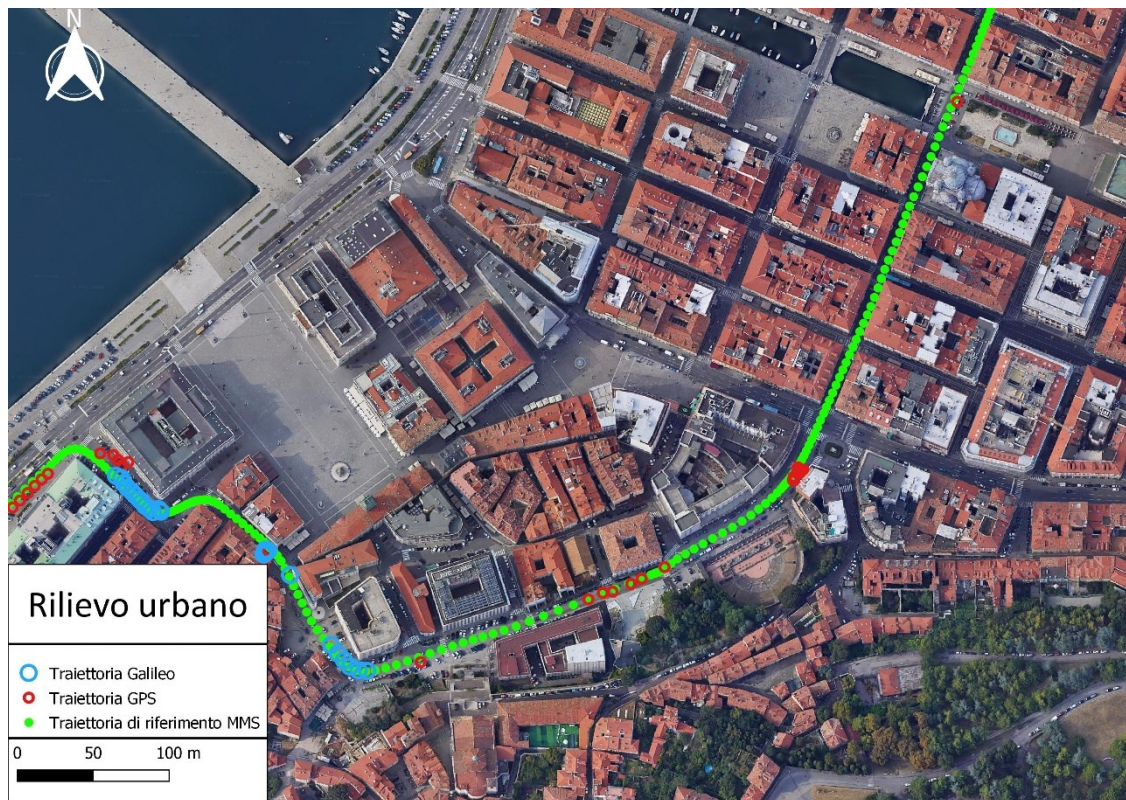 N
Rilievo urbano
Traiettoria Galileo
Traiettoria GPS
Traiettoria di riferimento MMS
0 50 100 m